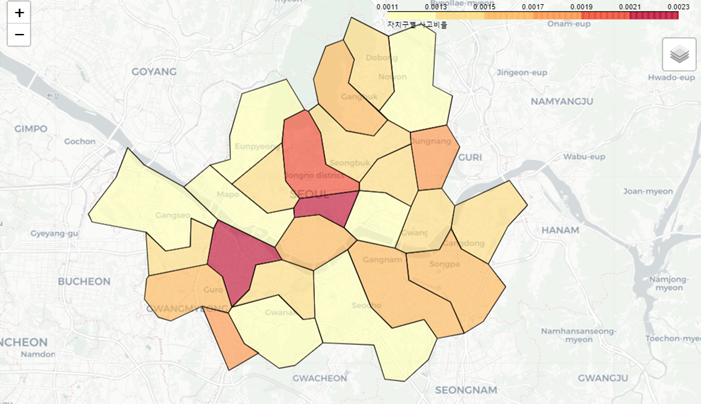 +
−
0.0011 0.0013 0.0015 0.0017 0.0019 0.0021 0.0023
자치구별 사고비율
Onam-eup
Dobong
GOYANG
Jingeon-eup
Nowon
Hwado-eup
Gangbuk
NAMYANGJU
GIMPO
Gochon
Eunpyeong
Jungnang
GURI
Wabu-eup
Seongbuk
Jongno district
Mapo
SEOUL
Joan-myeon
Gangseo
Gyeyang-gu
Gwang
HANAM
Gangdong
Gangnam
Songpa
BUCHEON
Guro
Namjong-
myeon
GWANGMYEONG
Seocho
Gwanak
NCHEON
Namdon
Namhansanseong-
myeon
Toechon-my
GWACHEON
GWANGJU
SEONGNAM